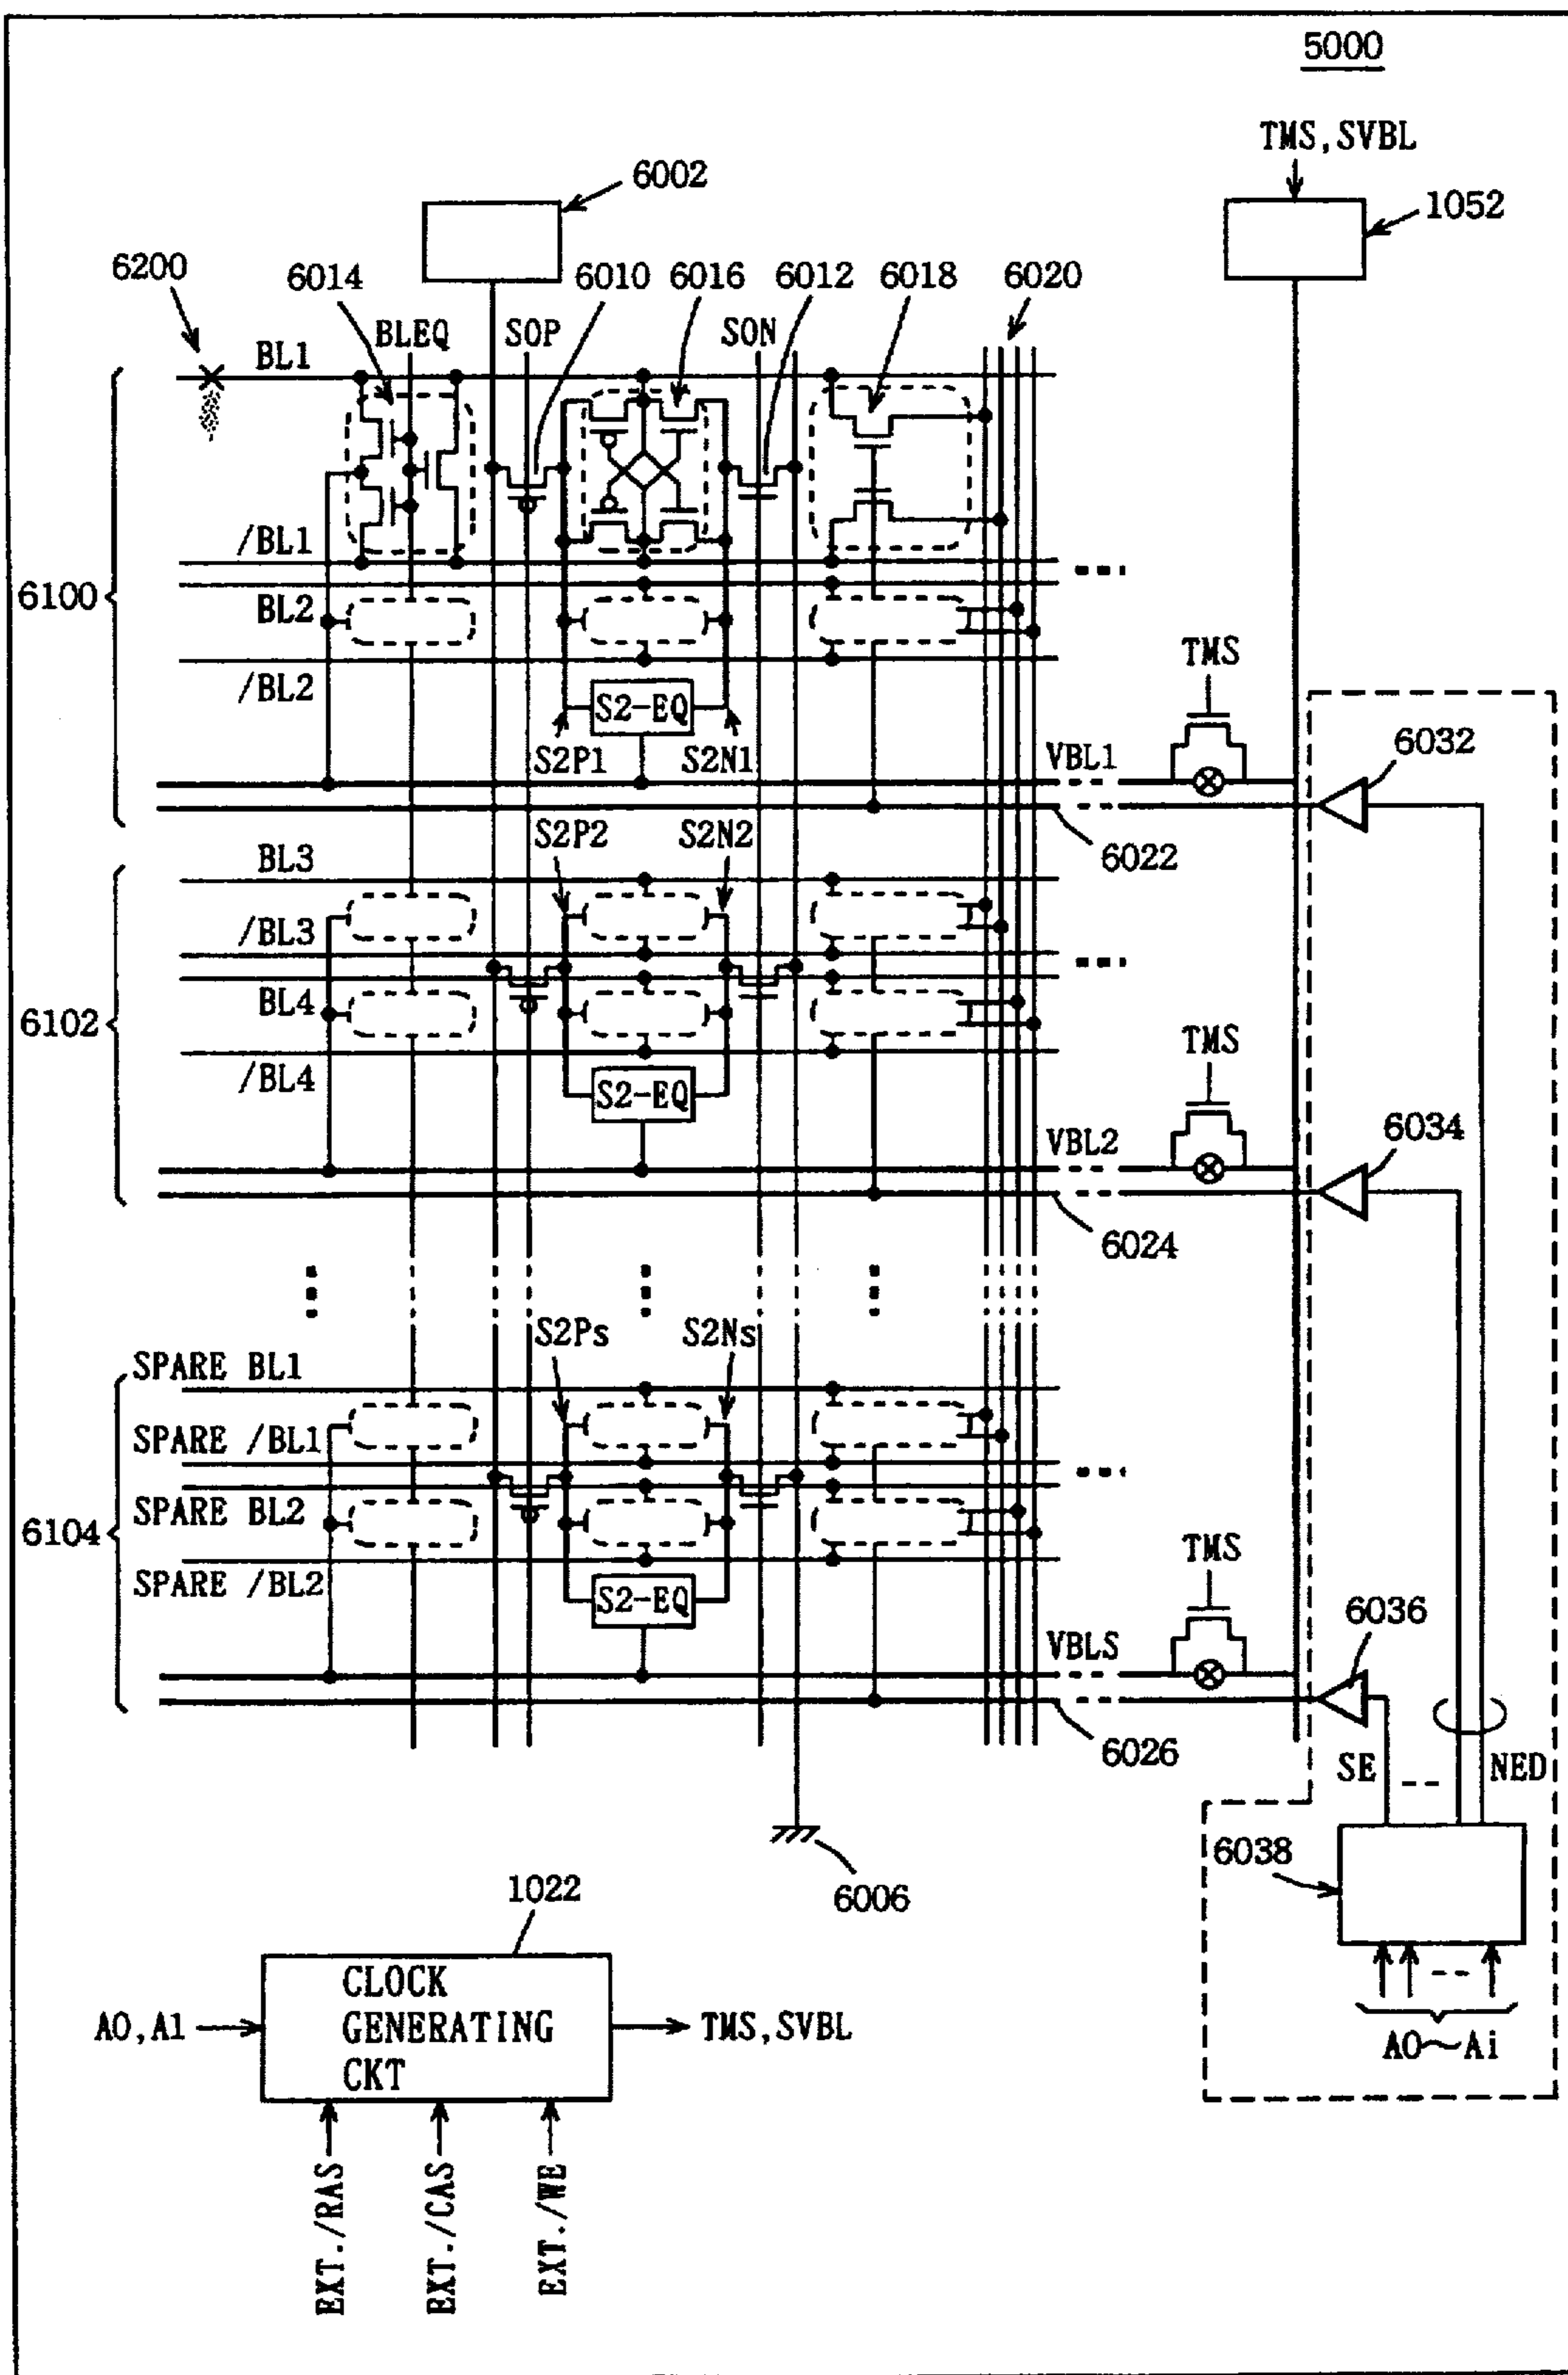 5000
TMS,SVBL
6002
1052
6200
6014
6010
6016
6012
6018
6020
BLEQ
SOP
SON
BL1
/BL1
6100
BL2
/BL2
S2-EQ
TMS
S2P1
S2N1
VBL1
6032
6022
S2P2
S2N2
BL3
/BL3
6102
BL4
/BL4
S2-EQ
TMS
VBL2
6034
6024
S2Ps
S2Ns
SPARE BL1
SPARE /BL1
6104
SPARE BL2
SPARE /BL2
S2-EQ
TMS
VBLS
6036
6026
SE
NED
6038
6006
1022
CLOCK
GENERATING
CKT
A0,A1
TMS,SVBL
A0~Ai
EXT./RAS
EXT./CAS
EXT./WE